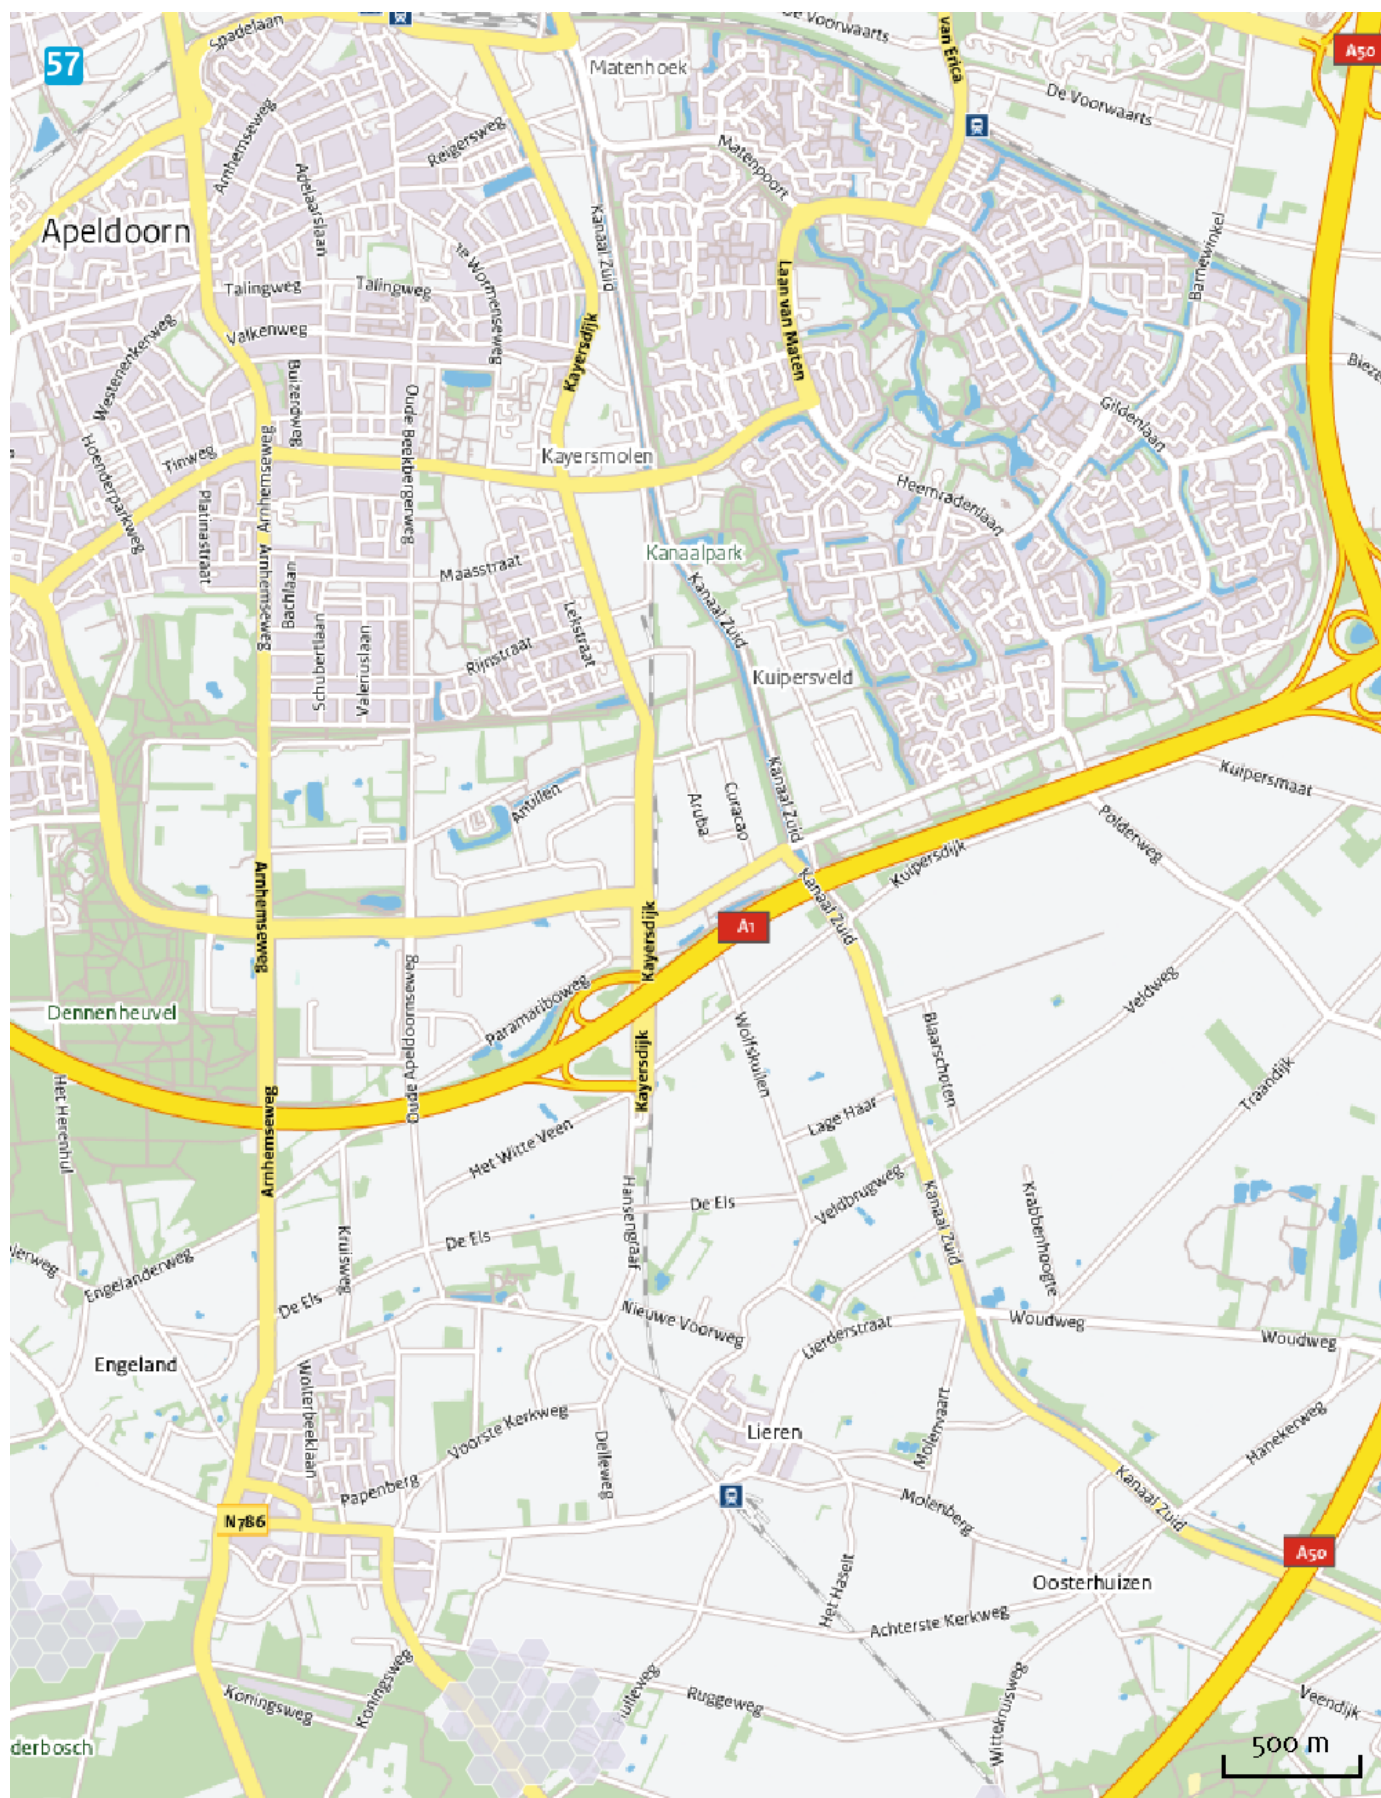 Spadelaan
De Voorwaarts
van Erica
A50
57
Matenhoek
De Voorwaarts
Arnhemseweg
Reigersweg
Adelaarslaan
Matenpoort
Apeldoorn
Kanaal Zuid
1e Wormenseweg
Barnewinkel
Talingweg
Talingweg
Laan van Maten
Valkenweg
Kayersdijk
Westenenkerweg
Buizerdweg
Oude Beekbergerweg
Gildenlaan
Tinweg
Kayersmolen
Hoenderparkweg
Arnhemseweg
Arnhemseweg
Heemradenlaan
Platinastraat
Kanaalpark
Maasstraat
Bachlaan
Kanaal Zuid
Lekstraat
Schubertlaan
Valeriuslaan
Rijnstraat
Kuipersveld
Kanaal Zuid
Kuipersmaat
Antillen
Aruba
Curacao
Polderweg
Kuipersdijk
Arnhemseweg
Kanaal Zuid
A1
Kayersdijk
Oude Apeldoornseweg
Paramariboweg
Veldweg
Dennenheuvel
Wolfskuilen
Blaarschoten
Kayersdijk
Traandijk
Het Herenhul
Arnhemseweg
Lage Haar
Het Witte Veen
Hansengraaf
De Els
Veldbrugweg
Kanaal Zuid
Krabbenhoogte
De Els
Kruisweg
Engelanderweg
De Els
Nieuwe Voorweg
Lierderstraat
Woudweg
Woudweg
Engeland
Wolterbeeklaan
Voorste Kerkweg
Deileweg
Lieren
Molenvaart
Hanekerweg
Papenberg
Molenberg
Kanaal Zuid
N786
A50
Het Haselt
Oosterhuizen
Achterste Kerkweg
Koningsweg
Koningsweg
Ruggeweg
Wittekruisweg
Veendijk
derbosch
500 m